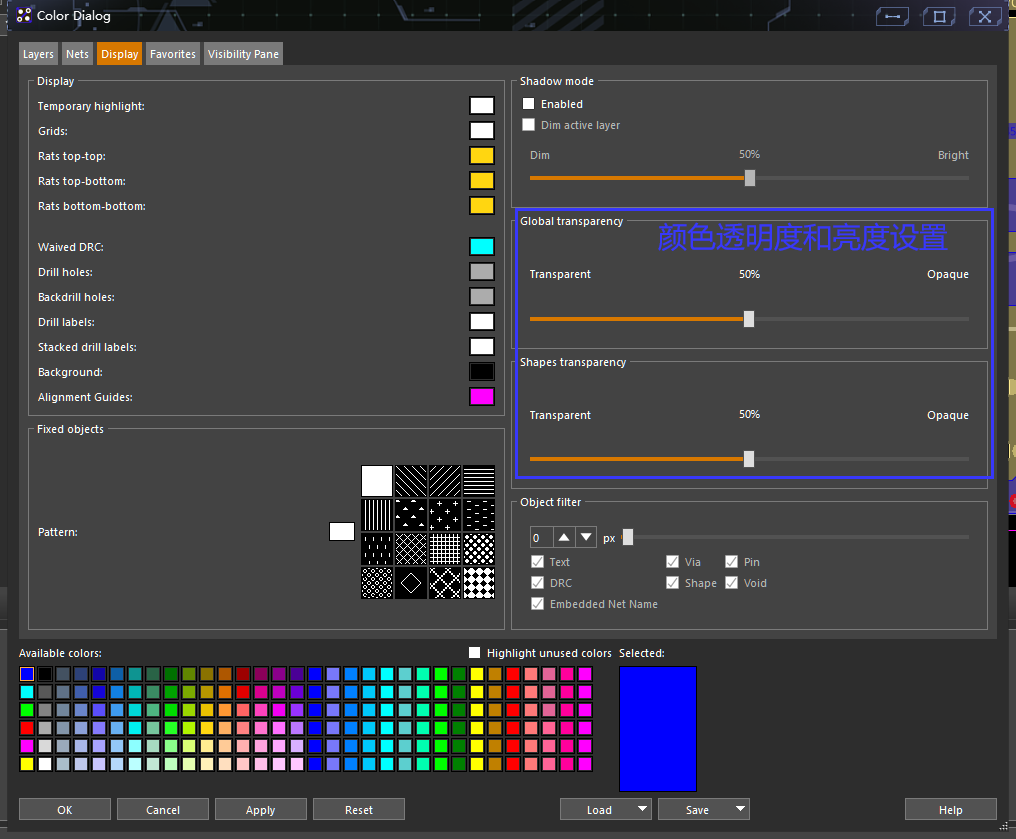 Color Dialog
Layers Nets Display Favorites Visibility Pane
Display
Temporary highlight:
Grids:
Rats top-top:
Rats top-bottom:
Rats bottom-bottom:
Waived DRC:
Drill holes:
Backdrill holes:
Drill labels:
Stacked drill labels:
Background:
Alignment Guides:
Fixed objects
Pattern:
Shadow mode
Enabled
Dim active layer
Dim 50% Bright
Global transparency
颜色透明度和亮度设置
Transparent 50% Opaque
Shapes transparency
Transparent 50% Opaque
Object filter
0 px
Text Via Pin
DRC Shape Void
Embedded Net Name
Available colors: Highlight unused colors Selected:
OK Cancel Apply Reset Load Save Help